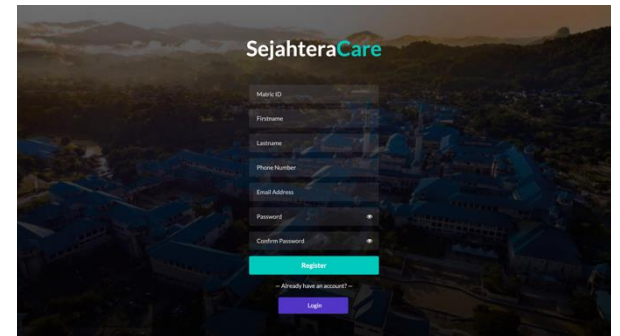 SejahteraCare
Matric ID
Firstname
Lastname
Phone Number
Email Address
Password
Confirm Password
Register
— Already have an account? —
Login